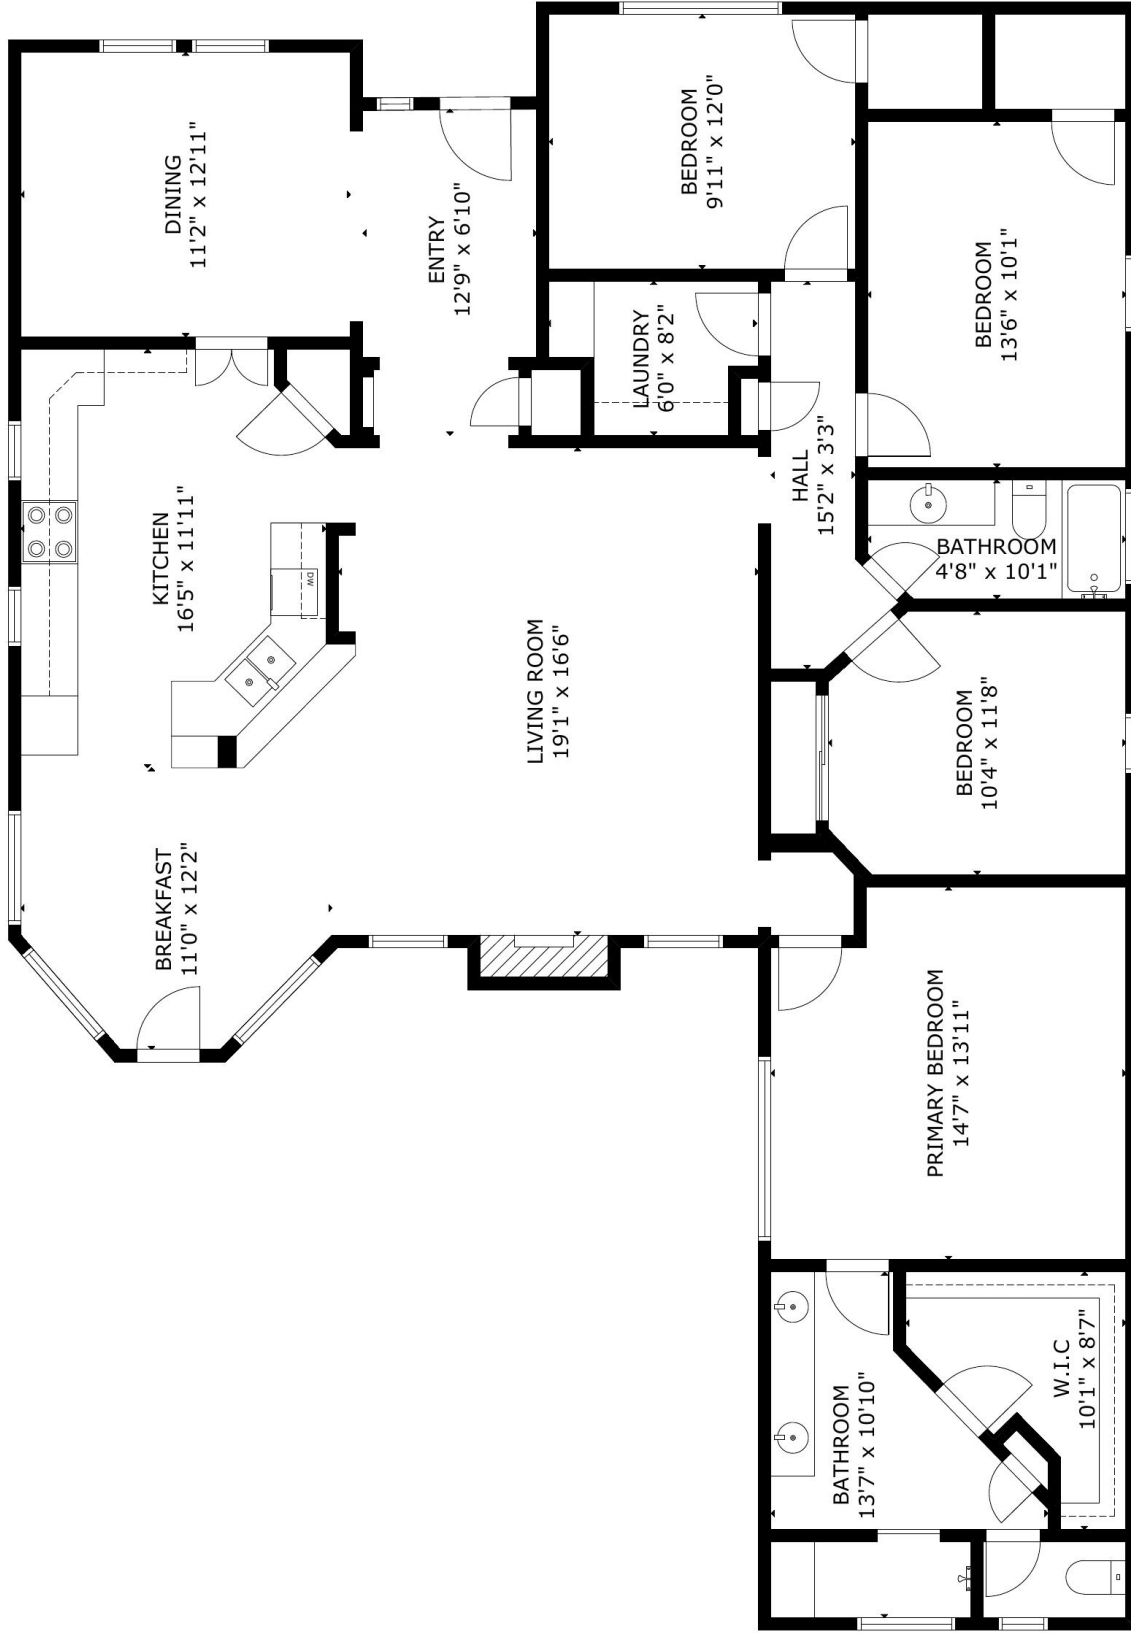 DINING
11'2" x 12'11"
ENTRY
12'9" x 6'10"
BEDROOM
9'11" x 12'0"
BEDROOM
13'6" x 10'1"
LAUNDRY
6'0" x 8'2"
HALL
15'2" x 3'3"
KITCHEN
16'5" x 11'11"
DW
BATHROOM
4'8" x 10'1"
LIVING ROOM
19'1" x 16'6"
BEDROOM
10'4" x 11'8"
BREAKFAST
11'0" x 12'2"
PRIMARY BEDROOM
14'7" x 13'11"
W.I.C
10'1" x 8'7"
BATHROOM
13'7" x 10'10"